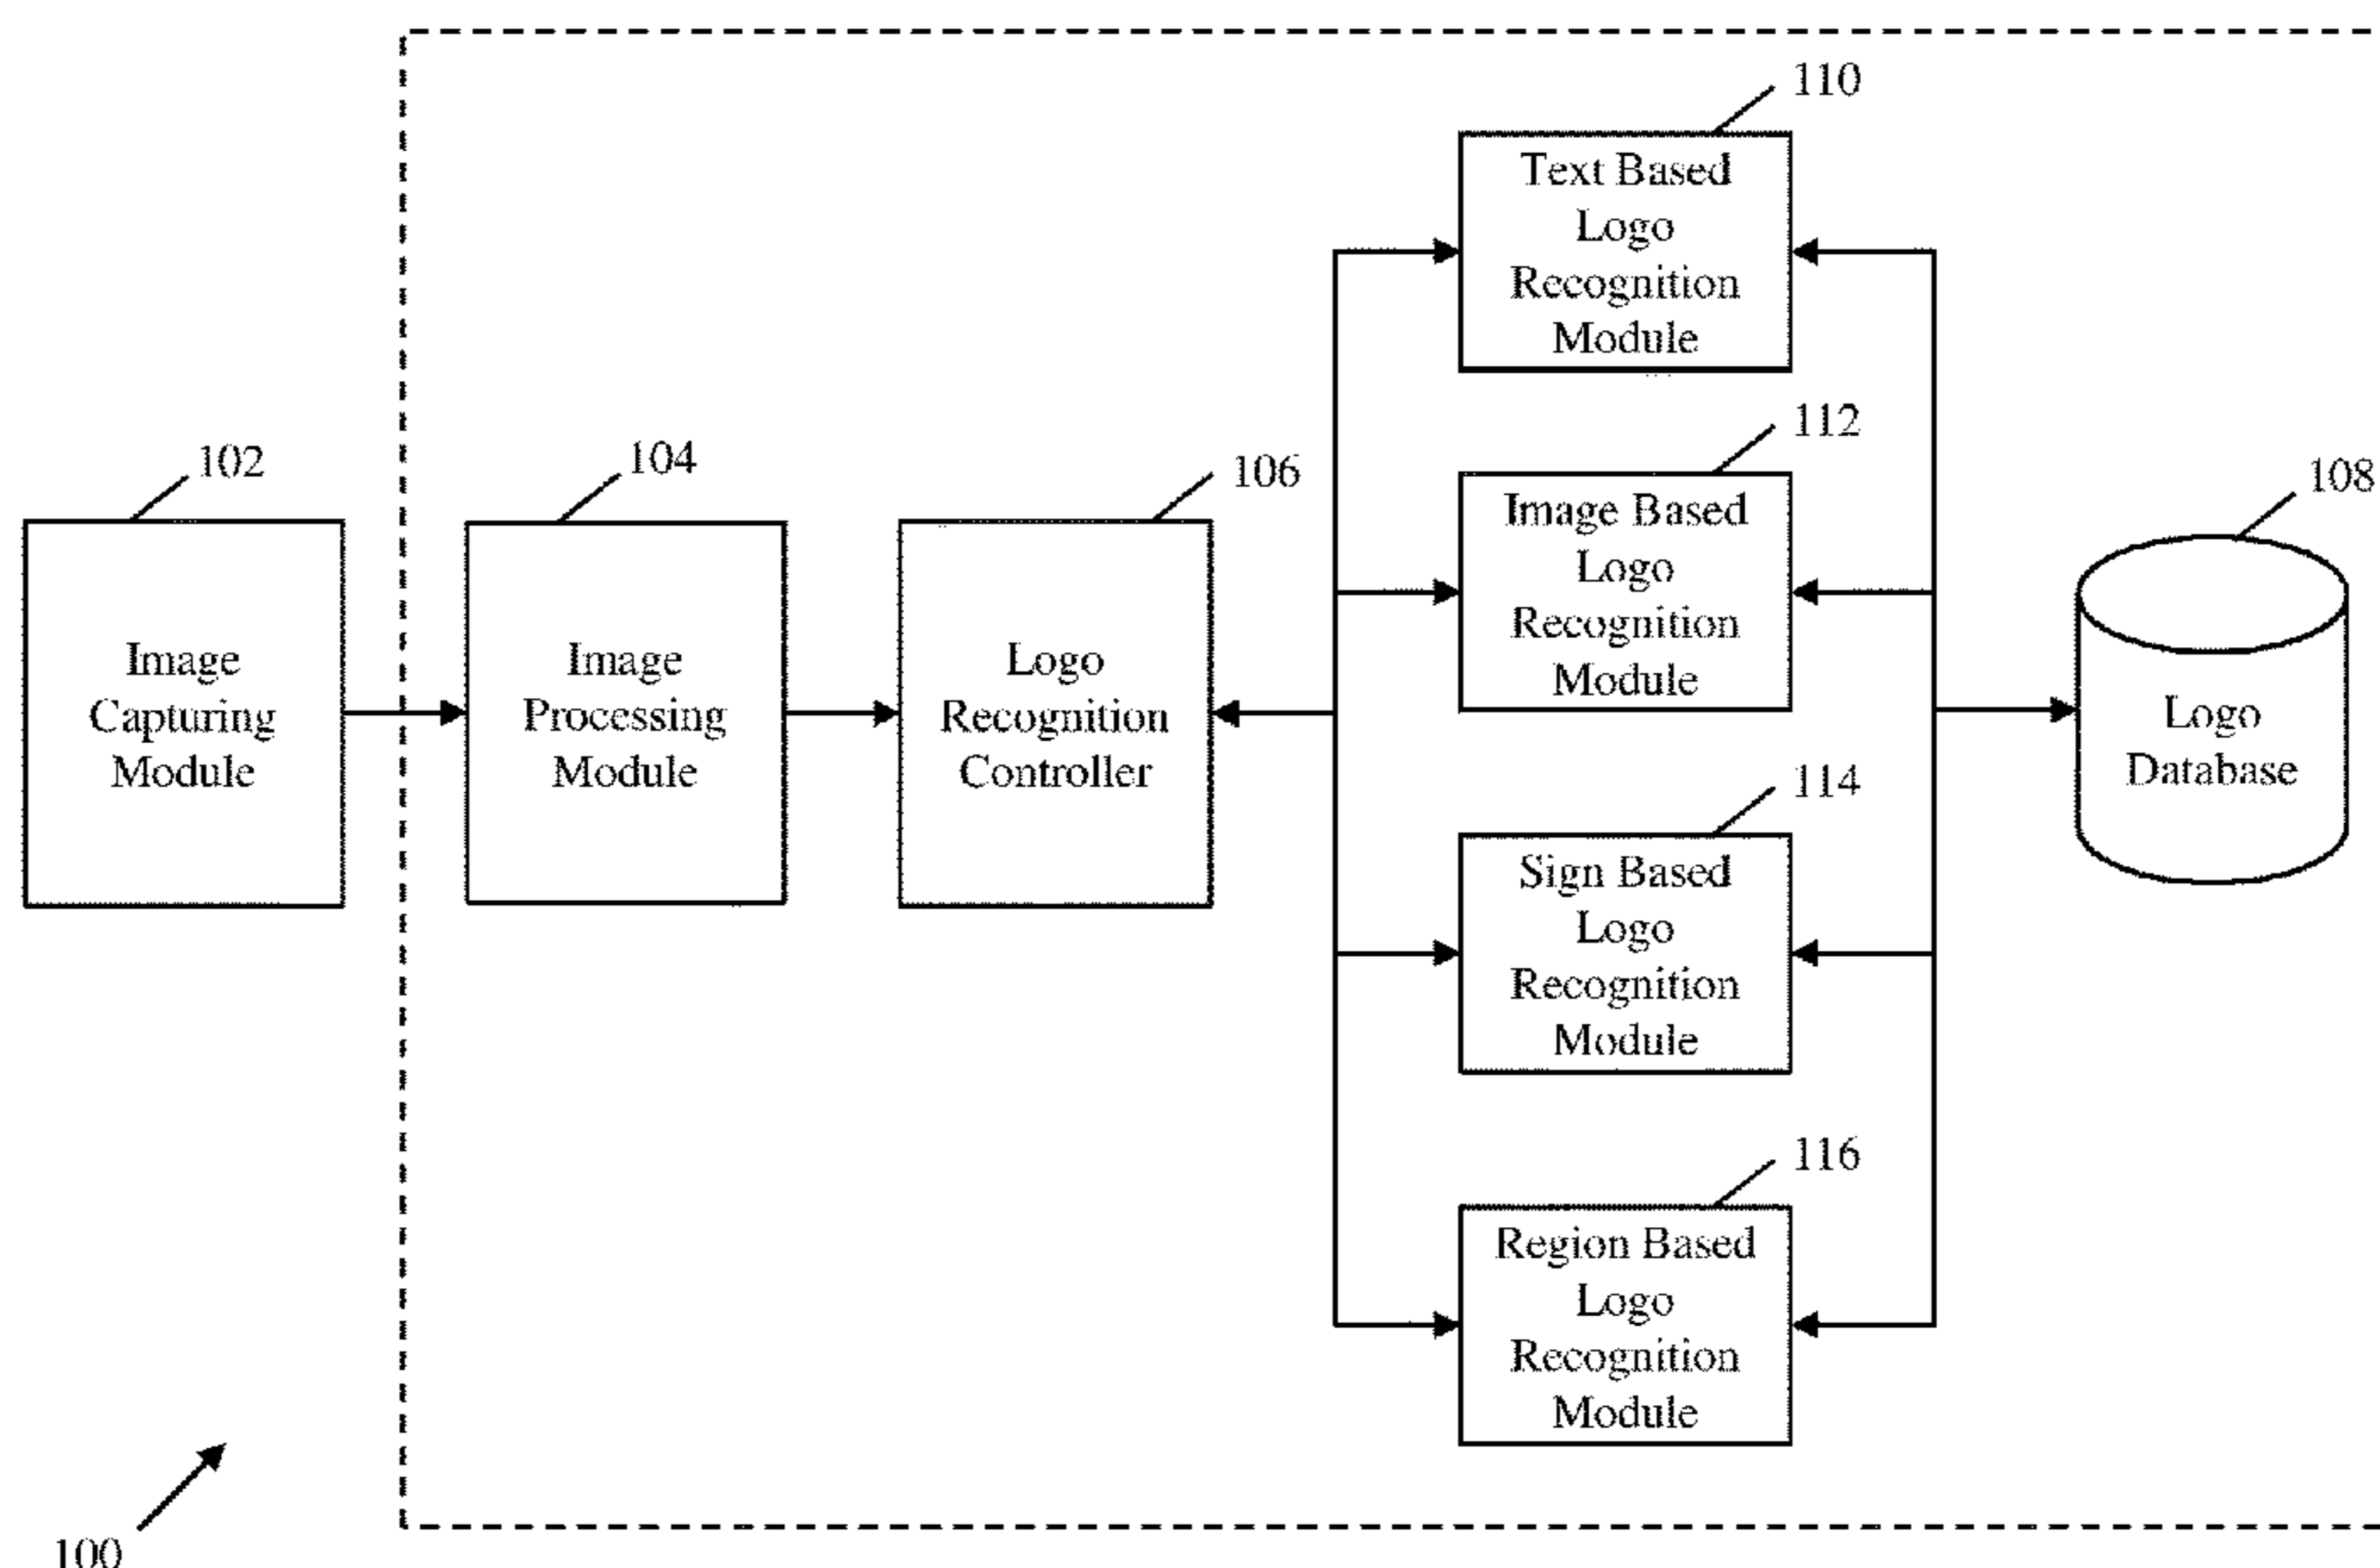 110
Text Based
Logo
Recognition
Module
112
Image Based
Logo
Recognition
Module
102
104
106
108
Image
Capturing
Module
Image
Processing
Module
Logo
Recognition
Controller
Logo
Database
114
Sign Based
Logo
Recognition
Module
116
Region Based
Logo
Recognition
Module
100